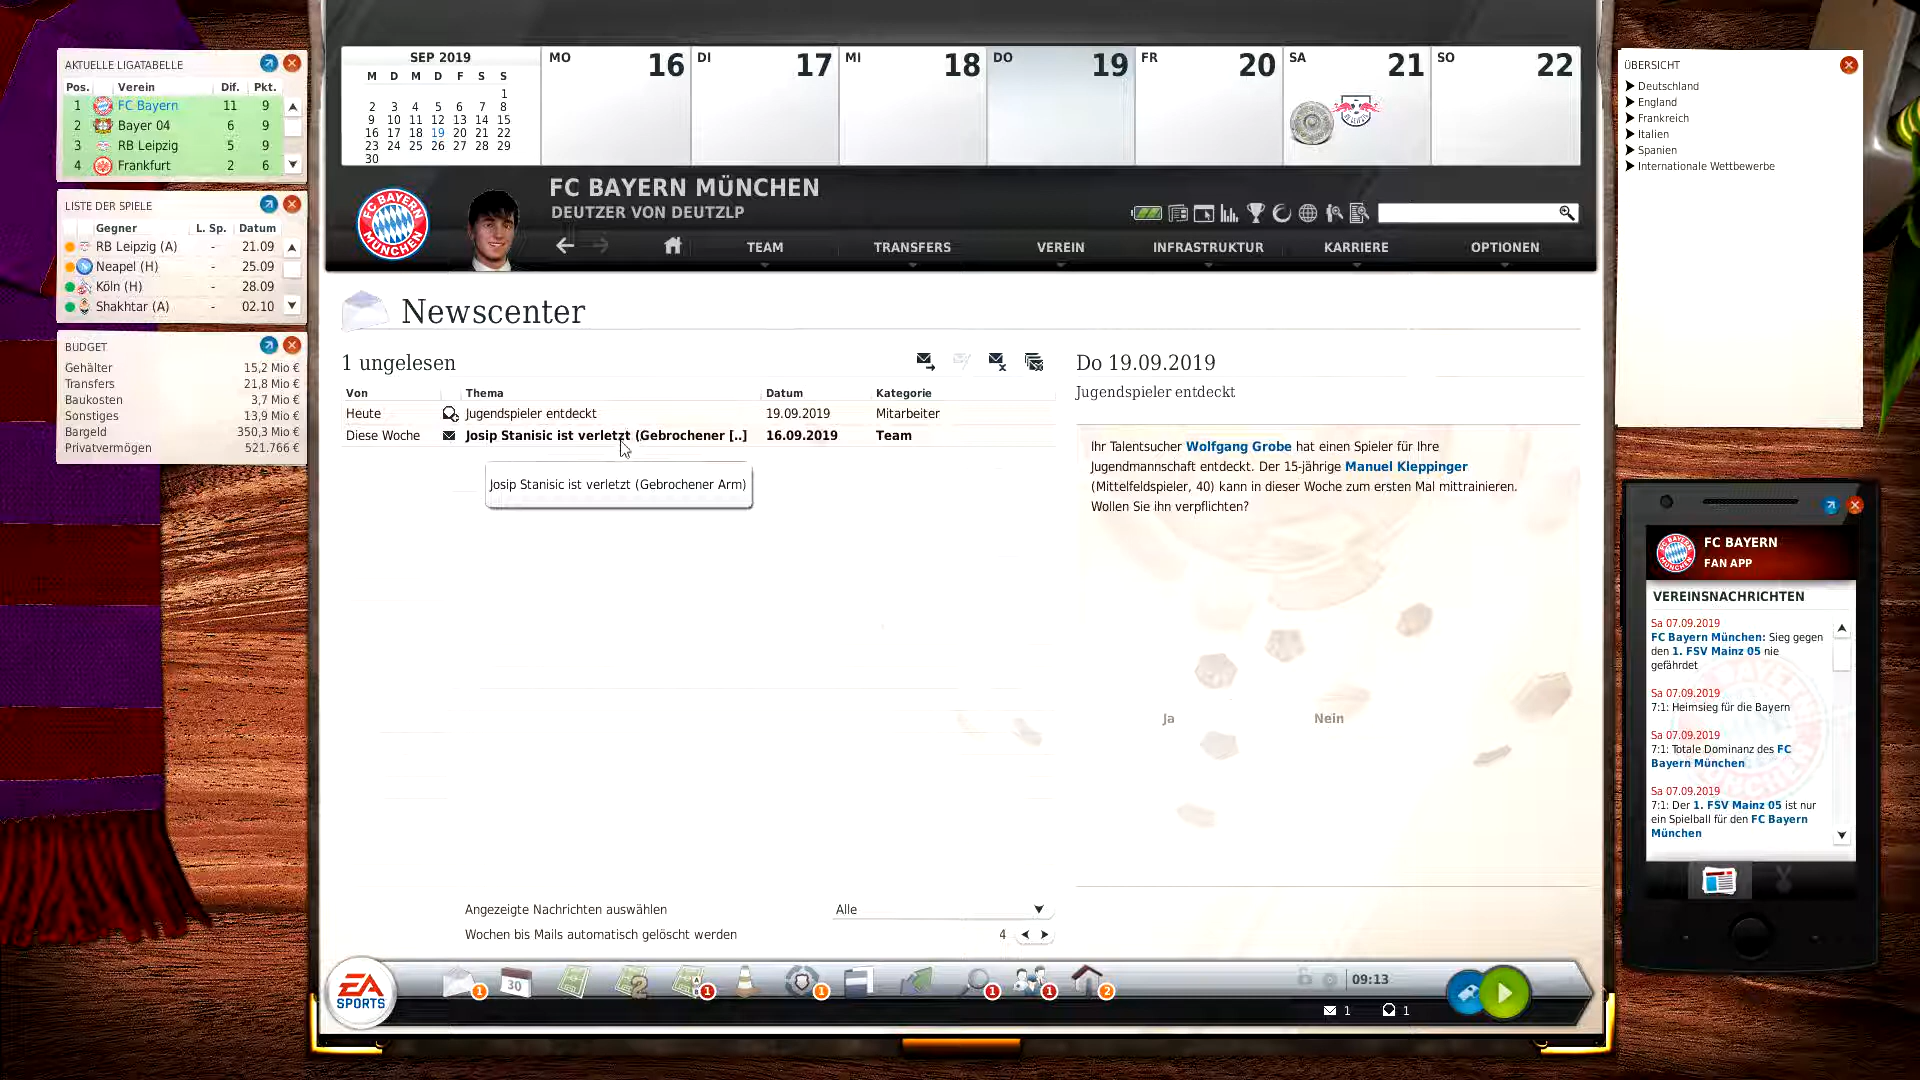 AKTUELLE LIGATABELLE
Pos. Verein Dif. Pkt.
1 FC Bayern 11 9
2 Bayer 04 6 9
3 RB Leipzig 5 9
4 Frankfurt 2 6
LISTE DER SPIELE
Gegner L. Sp. Datum
RB Leipzig (A) - 21.09
Neapel (H) - 25.09
Köln (H) - 28.09
Shakhtar (A) - 02.10
BUDGET
Gehälter 15,2 Mio €
Transfers 21,8 Mio €
Baukosten 3,7 Mio €
Sonstiges 13,9 Mio €
Bargeld 350,3 Mio €
Privatvermögen 521.766 €
SEP 2019
M D M D F S S
1
2 3 4 5 6 7 8
9 10 11 12 13 14 15
16 17 18 19 20 21 22
23 24 25 26 27 28 29
30
MO 16 DI 17 MI 18 DO 19 FR 20 SA 21 SO 22
FC BAYERN MÜNCHEN
DEUTZER VON DEUTZLP
FC BAYERN MÜNCHEN
TEAM TRANSFERS VEREIN INFRASTRUKTUR KARRIERE OPTIONEN
Newscenter
1 ungelesen
Von Thema Datum Kategorie
Heute Jugendspieler entdeckt 19.09.2019 Mitarbeiter
Diese Woche Josip Stanisic ist verletzt (Gebrochener [..] 16.09.2019 Team
Josip Stanisic ist verletzt (Gebrochener Arm)
Do 19.09.2019
Jugendspieler entdeckt
Ihr Talentsucher Wolfgang Grobe hat einen Spieler für Ihre
Jugendmannschaft entdeckt. Der 15-jährige Manuel Kleppinger
(Mittelfeldspieler, 40) kann in dieser Woche zum ersten Mal mittrainieren.
Wollen Sie ihn verpflichten?
Ja Nein
Angezeigte Nachrichten auswählen Alle
Wochen bis Mails automatisch gelöscht werden 4
EA
SPORTS
1 30 2 1 1 1 1 2
09:13
1 1
ÜBERSICHT
Deutschland
England
Frankreich
Italien
Spanien
Internationale Wettbewerbe
FC BAYERN
FAN APP
VEREINSNACHRICHTEN
Sa 07.09.2019
FC Bayern München: Sieg gegen
den 1. FSV Mainz 05 nie
gefährdet
Sa 07.09.2019
7:1: Heimsieg für die Bayern
Sa 07.09.2019
7:1: Totale Dominanz des FC
Bayern München
Sa 07.09.2019
7:1: Der 1. FSV Mainz 05 ist nur
ein Spielball für den FC Bayern
München